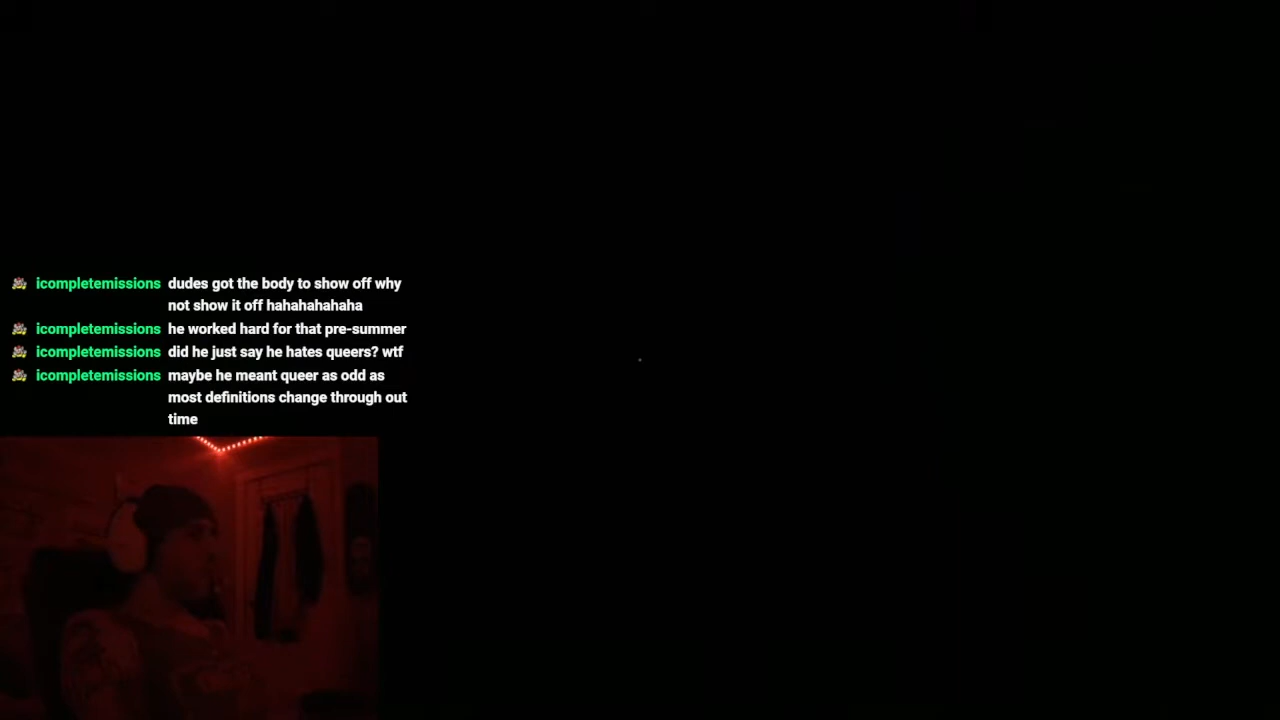 icompletemissions dudes got the body to show off why
not show it off hahahahahaha
icompletemissions he worked hard for that pre-summer
icompletemissions did he just say he hates queers? wtf
icompletemissions maybe he meant queer as odd as
most definitions change through out
time